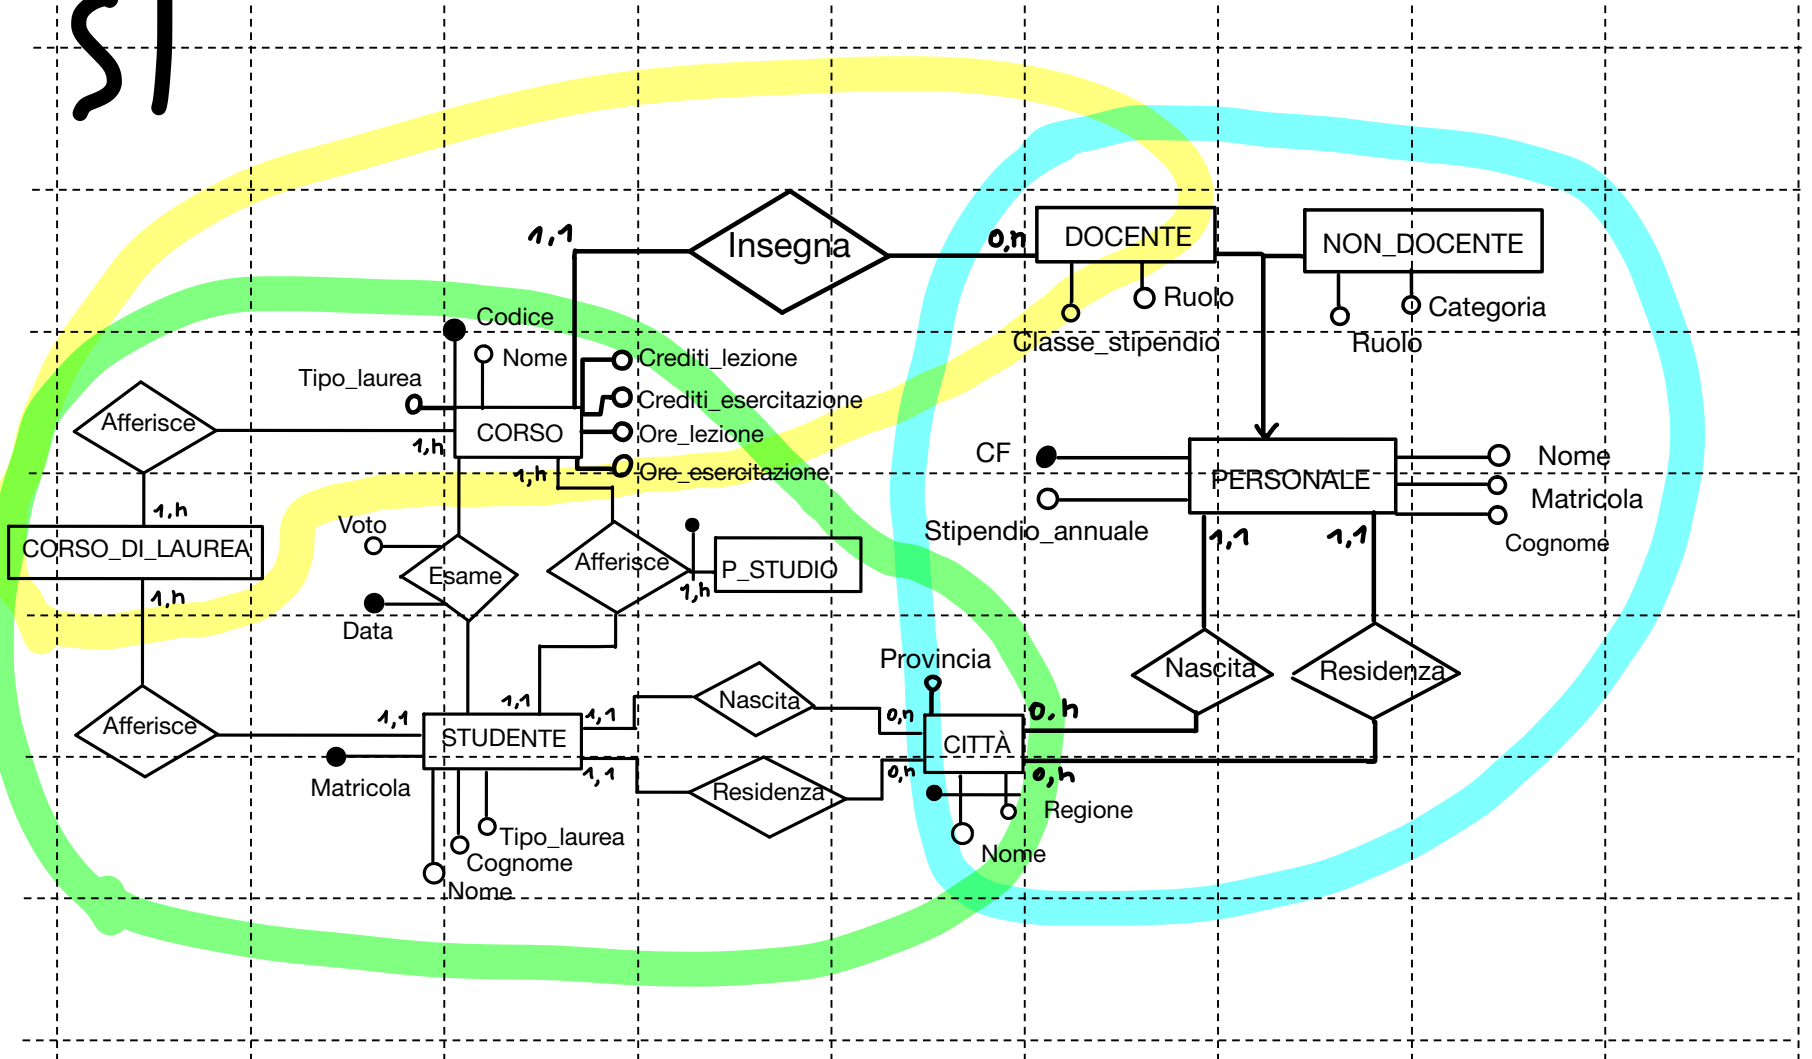 SI
Insegna
1,1
0,n
DOCENTE
NON_DOCENTE
Ruolo
Categoria
Classe_stipendio
Ruolo
Codice
Nome
Crediti_lezione
Tipo_laurea
Crediti_esercitazione
Afferisce
CORSO
Ore_lezione
1,n
1,n
Ore_esercitazione
CF
PERSONALE
Nome
Matricola
Stipendio_annuale
Cognome
1,1
1,1
1,n
CORSO_DI_LAUREA
Voto
Esame
Afferisce
P_STUDIO
1,n
1,n
Data
Provincia
Nascita
Residenza
Nascita
Afferisce
1,1
1,1
1,1
0,n
0,n
STUDENTE
CITTÀ
Matricola
1,1
Residenza
0,n
0,n
Regione
Tipo_laurea
Cognome
Nome
Nome